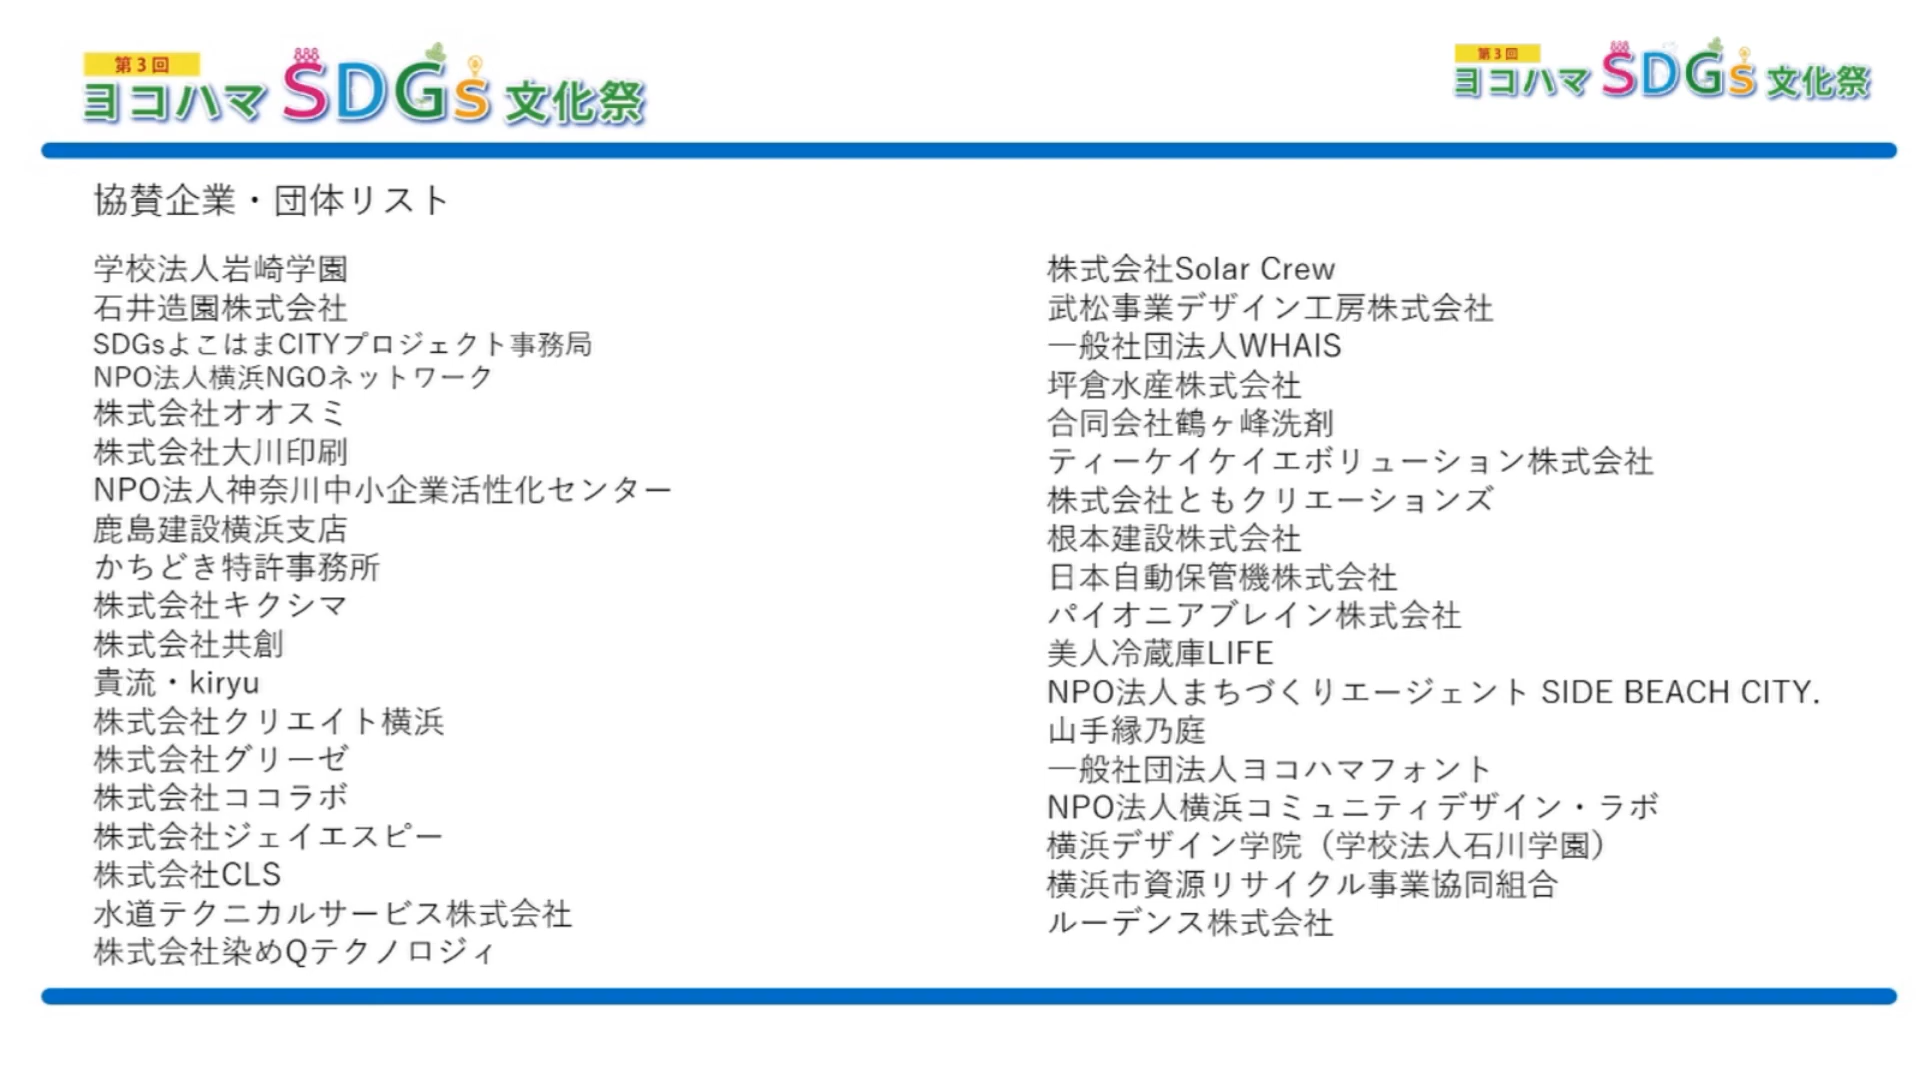 第3回
ヨコハマ SDGs 文化祭
第3回
ヨコハマ SDGs 文化祭
協賛企業・団体リスト
学校法人岩崎学園
石井造園株式会社
SDGsよこはまCITYプロジェクト事務局
NPO法人横浜NGOネットワーク
株式会社オオスミ
株式会社大川印刷
NPO法人神奈川中小企業活性化センター
鹿島建設横浜支店
かちどき特許事務所
株式会社キクシマ
株式会社共創
貴流・kiryu
株式会社クリエイト横浜
株式会社グリーゼ
株式会社ココラボ
株式会社ジェイエスピー
株式会社CLS
水道テクニカルサービス株式会社
株式会社染めQテクノロジィ
株式会社Solar Crew
武松事業デザイン工房株式会社
一般社団法人WHAIS
坪倉水産株式会社
合同会社鶴ヶ峰洗剤
ティーケイケイエボリューション株式会社
株式会社ともクリエーションズ
根本建設株式会社
日本自動保管機株式会社
パイオニアブレイン株式会社
美人冷蔵庫LIFE
NPO法人まちづくりエージェント SIDE BEACH CITY.
山手縁乃庭
一般社団法人ヨコハマフォント
NPO法人横浜コミュニティデザイン・ラボ
横浜デザイン学院（学校法人石川学園）
横浜市資源リサイクル事業協同組合
ルーデンス株式会社